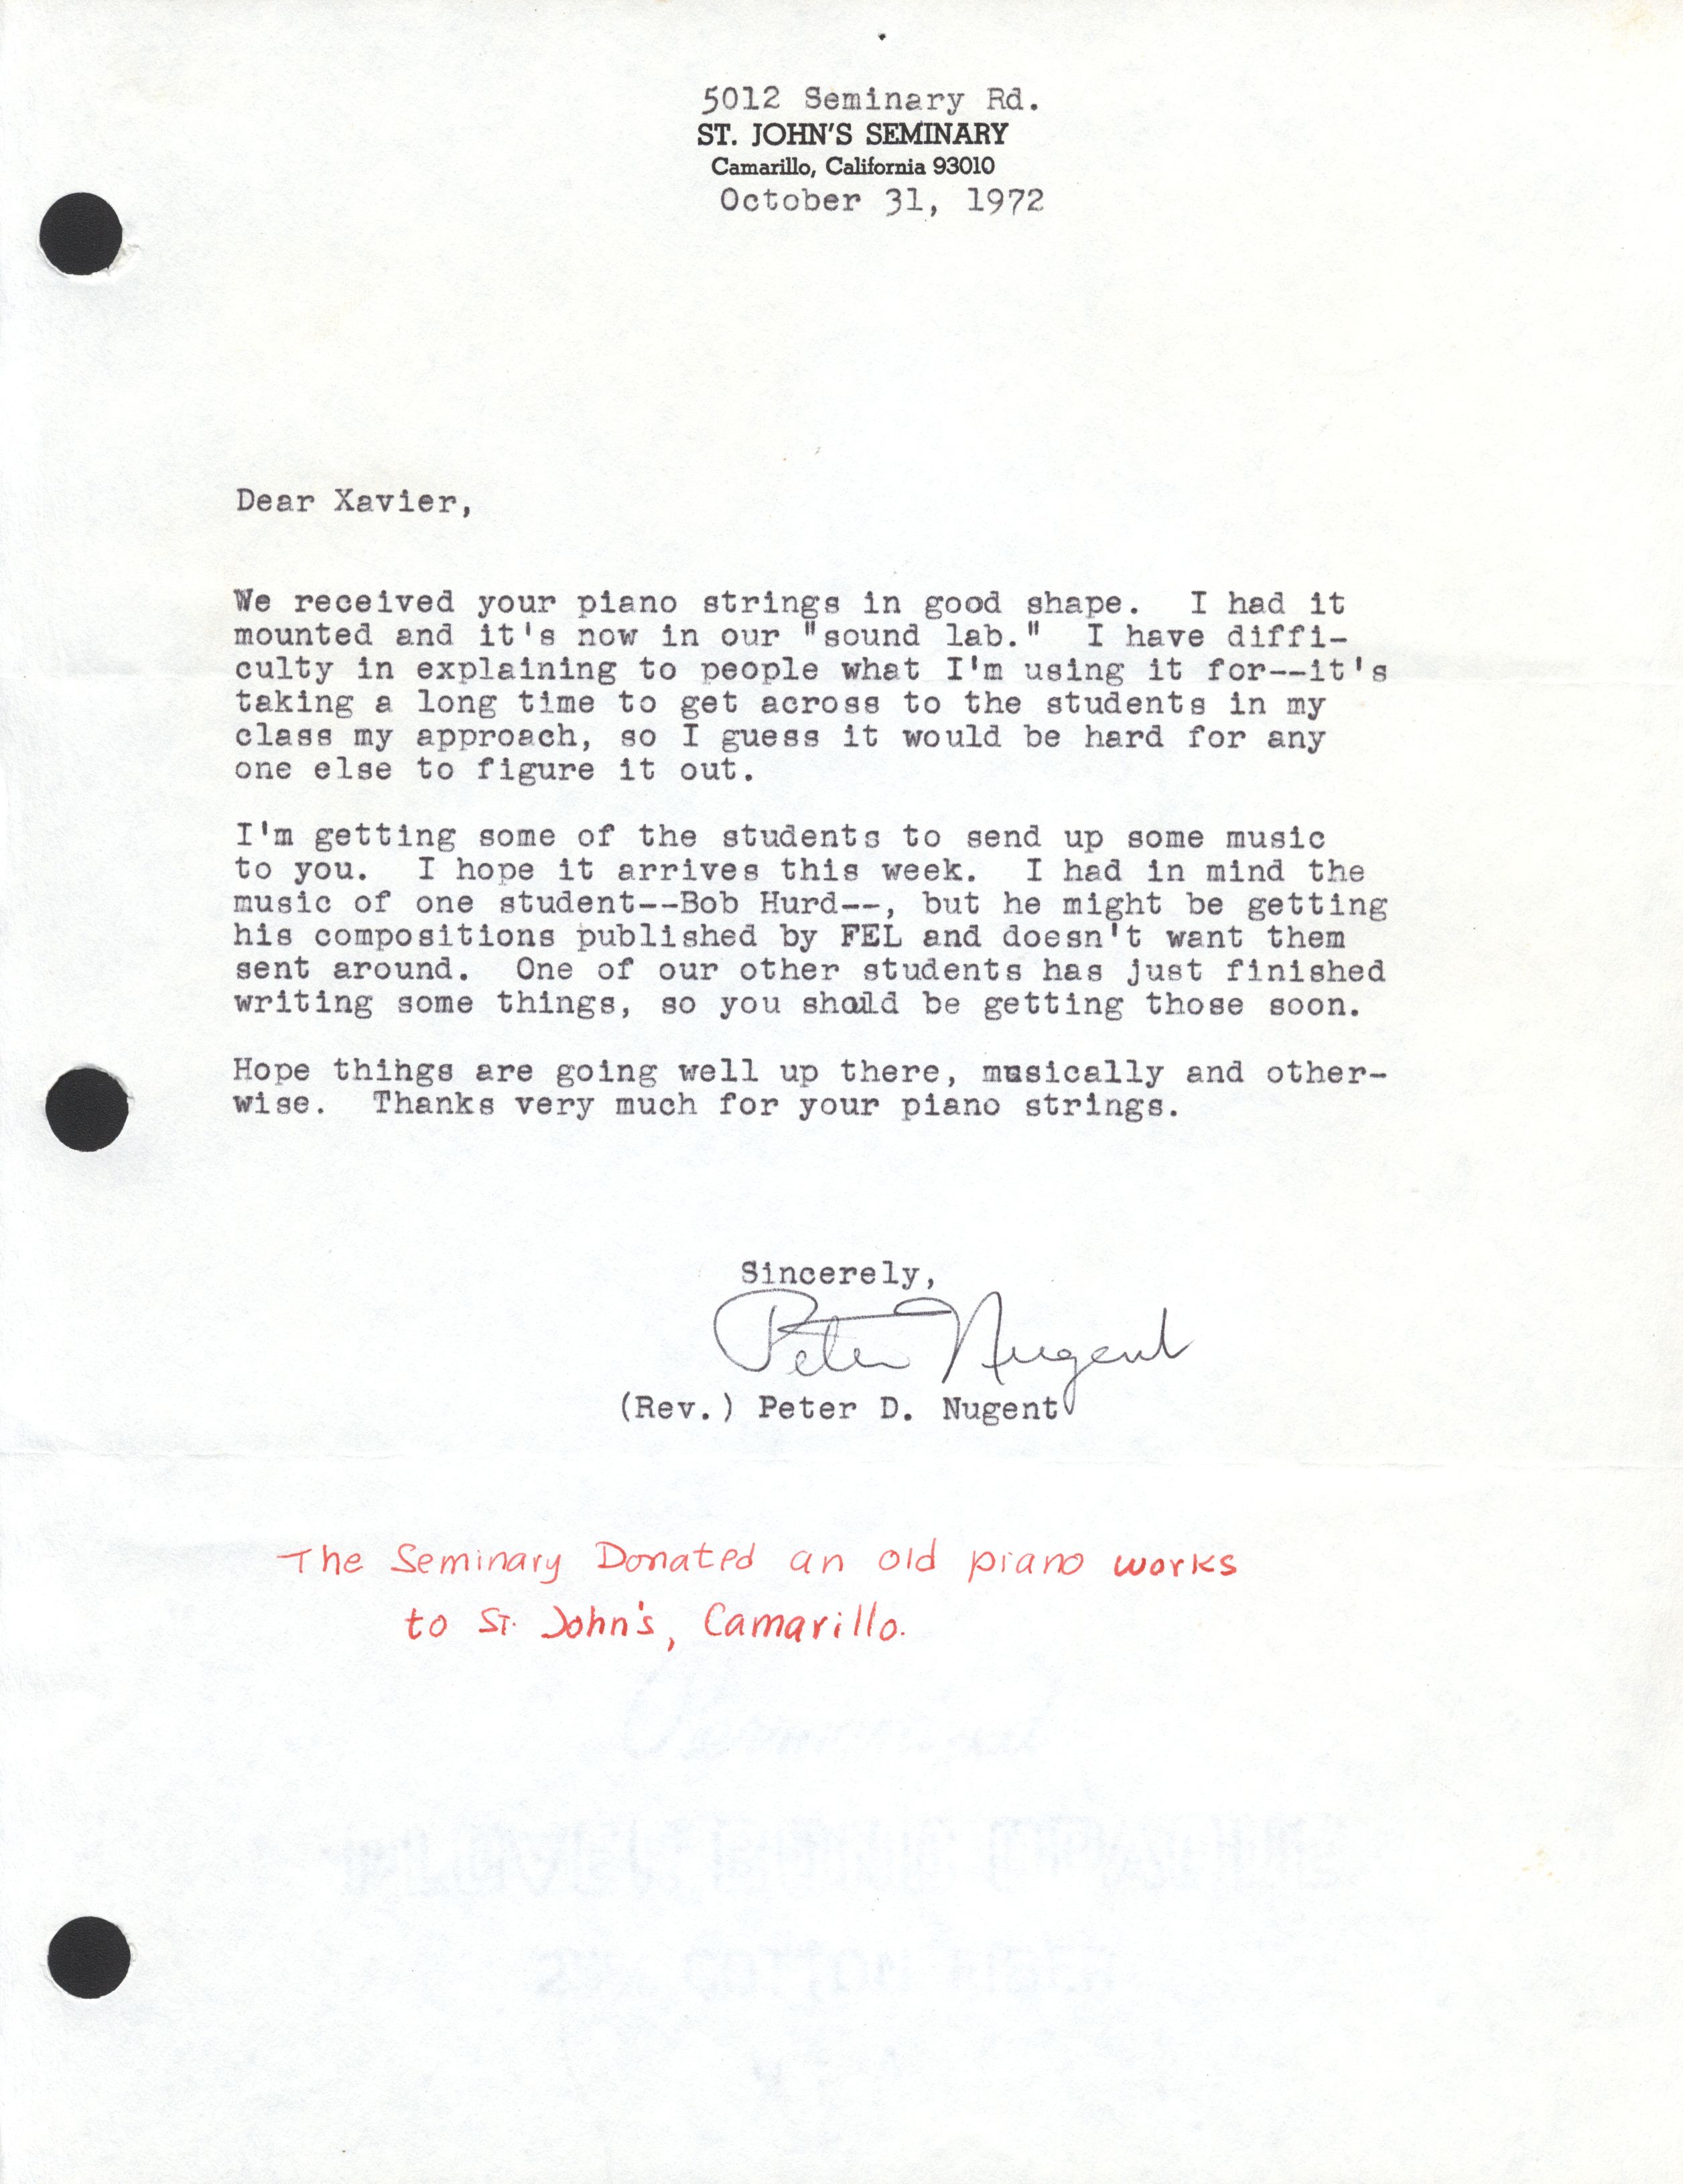 5012 Seminary Rd.
ST. JOHN'S SEMINARY
Camarillo, California 93010
October 31, 1972
Dear Xavier,
We received your piano strings in good shape.  I had it
mounted and it's now in our "sound lab."  I have diffi-
culty in explaining to people what I'm using it for--it's
taking a long time to get across to the students in my
class my approach, so I guess it would be hard for any
one else to figure it out.
I'm getting some of the students to send up some music
to you.  I hope it arrives this week.  I had in mind the
music of one student--Bob Hurd--, but he might be getting
his compositions published by FEL and doesn't want them
sent around.  One of our other students has just finished
writing some things, so you should be getting those soon.
Hope thihgs are going well up there, musically and other-
wise.  Thanks very much for your piano strings.
Sincerely,
Peter Nugent
(Rev.) Peter D. Nugent
The Seminary Donated an old piano works
to St. John's, Camarillo.